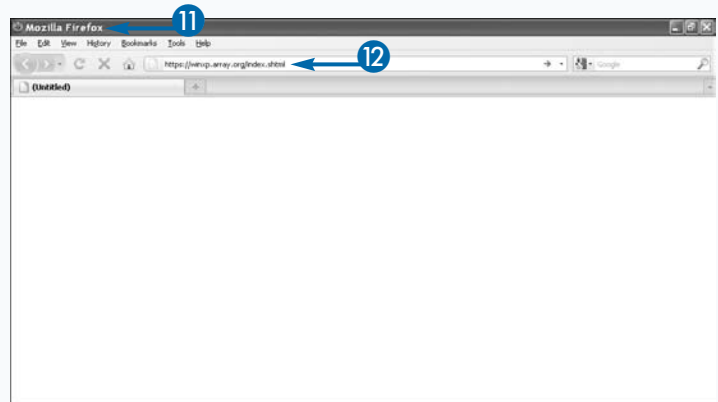 Mozilla Firefox
11
File Edit View History Bookmarks Tools Help
https://winxp.array.org/index.shtml
12
Google
(Untitled)